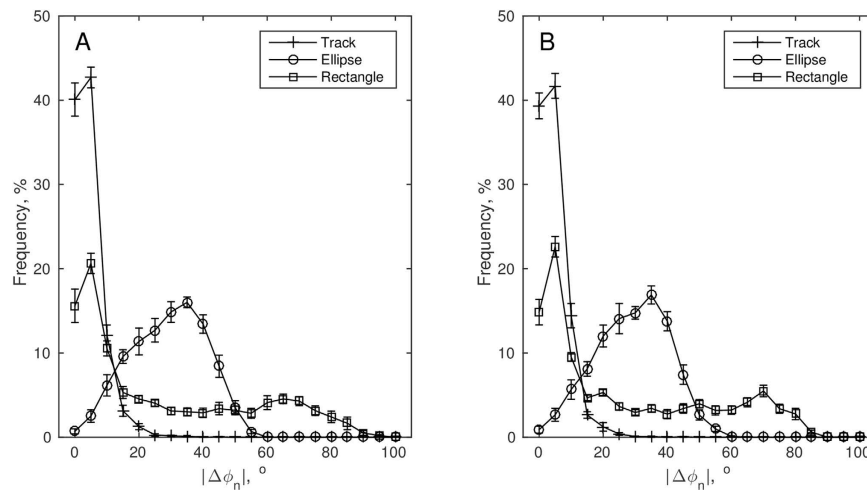 A
Track
Ellipse
Rectangle
50
40
30
20
10
0
Frequency, %
0 20 40 60 80 100
|Δϕn|, °
B
Track
Ellipse
Rectangle
50
40
30
20
10
0
Frequency, %
0 20 40 60 80 100
|Δϕn|, °